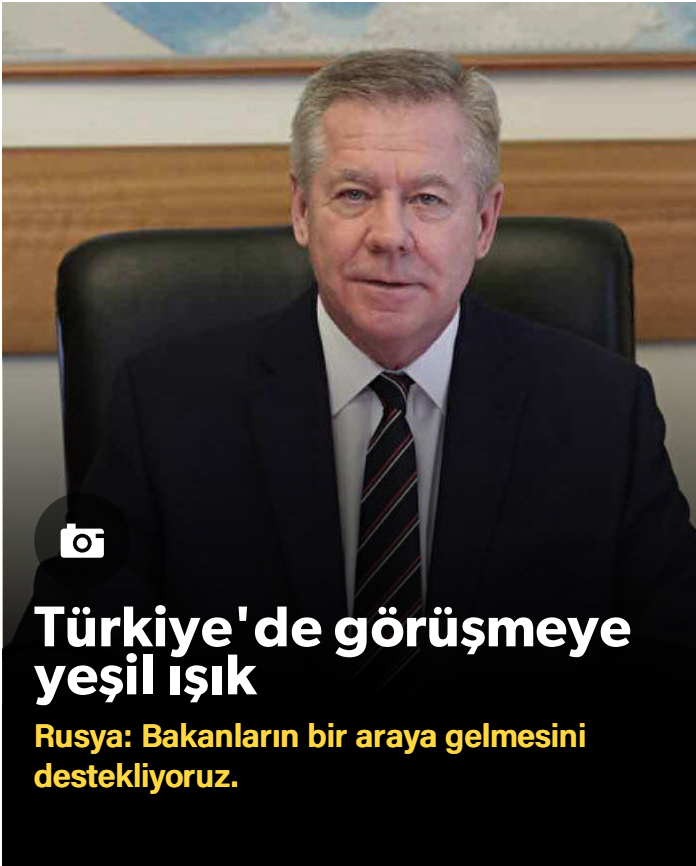 Türkiye'de görüşmeye
yeşil ışık
Rusya: Bakanların bir araya gelmesini
destekliyoruz.